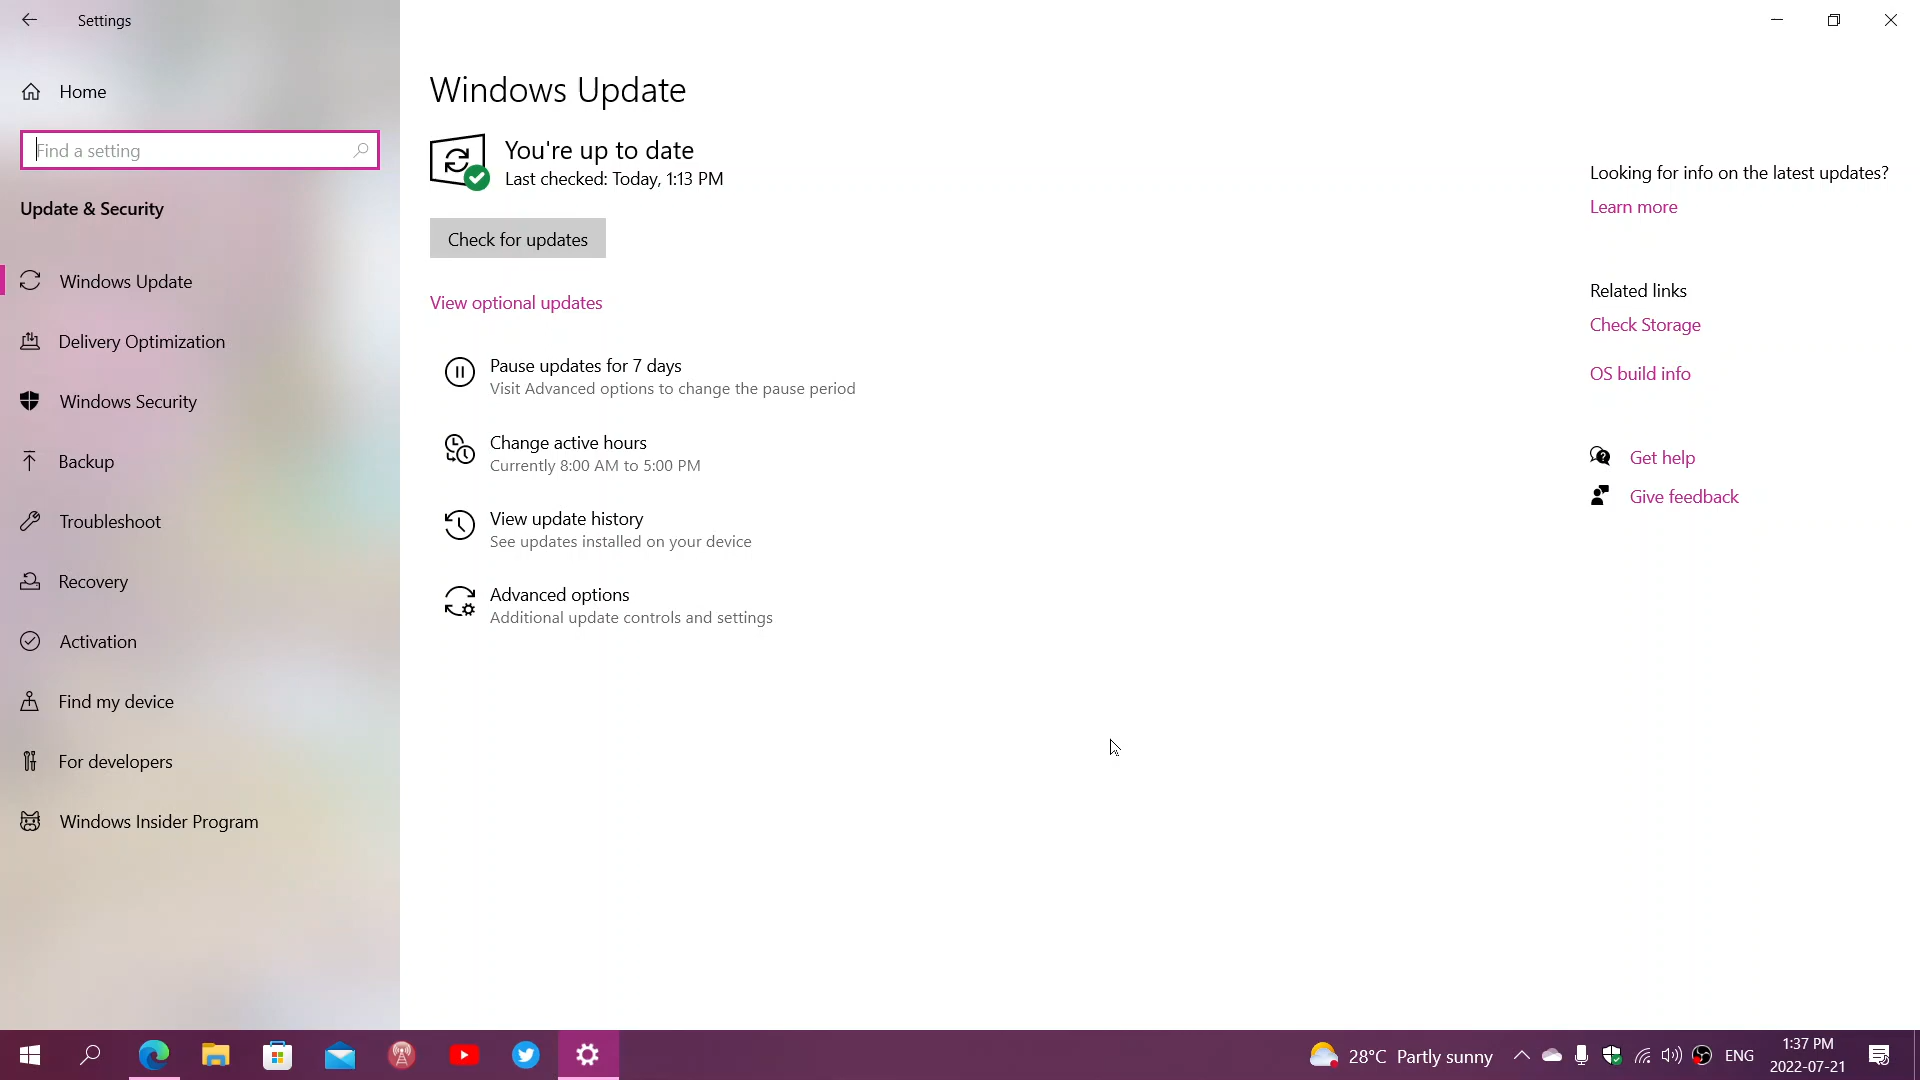 Settings
Home
Find a setting
Update & Security
Windows Update
Delivery Optimization
Windows Security
Backup
Troubleshoot
Recovery
Activation
Find my device
For developers
Windows Insider Program
Windows Update
You're up to date
Last checked: Today, 1:13 PM
Check for updates
View optional updates
Pause updates for 7 days
Visit Advanced options to change the pause period
Change active hours
Currently 8:00 AM to 5:00 PM
View update history
See updates installed on your device
Advanced options
Additional update controls and settings
Looking for info on the latest updates?
Learn more
Related links
Check Storage
OS build info
Get help
Give feedback
28°C Partly sunny
ENG
1:37 PM
2022-07-21